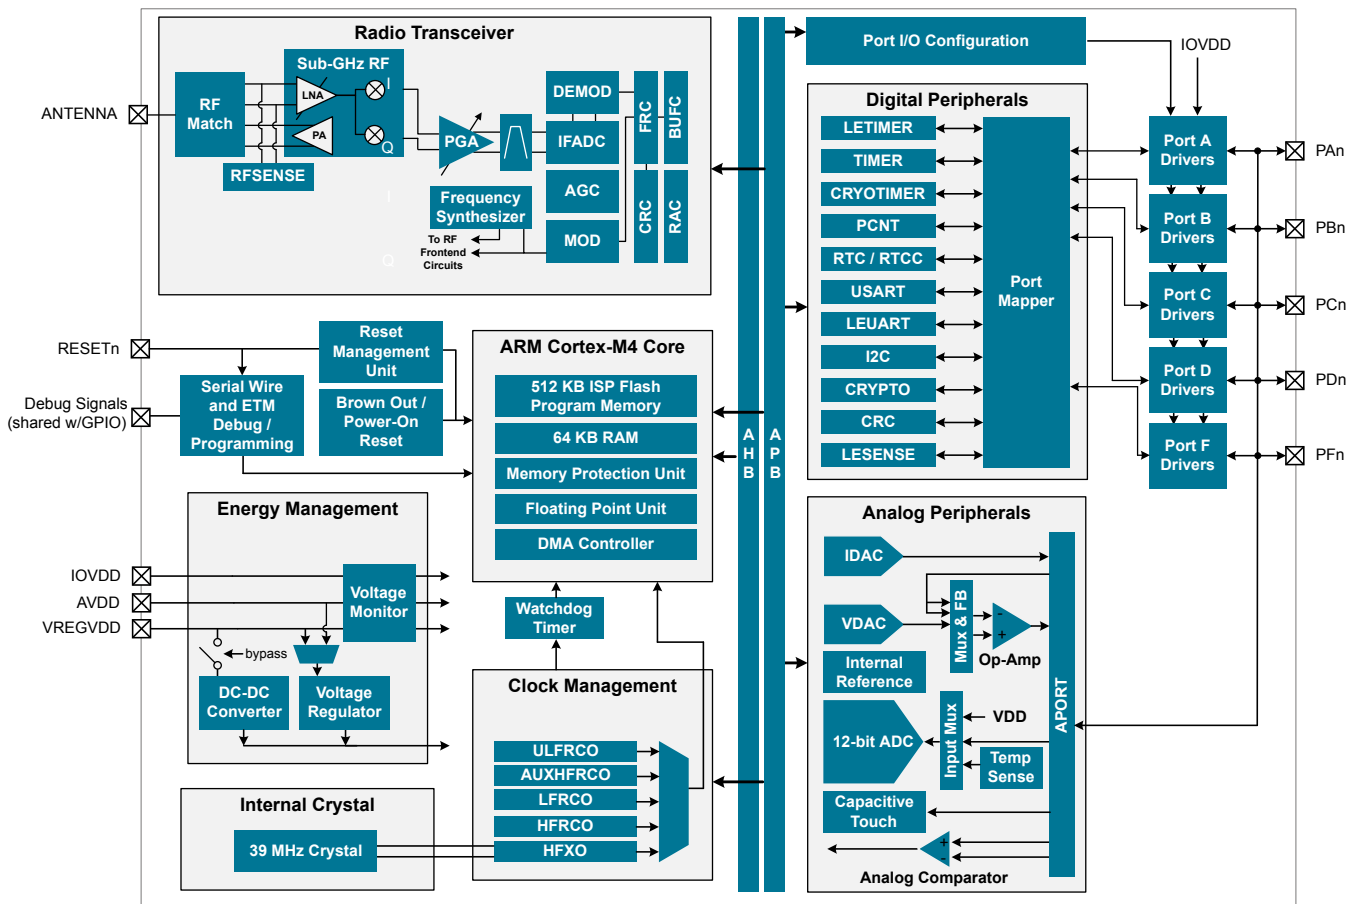 Radio Transceiver
Sub-GHz RF
I
LNA
PA
Q
RF
Match
ANTENNA
RFSENSE
PGA
DEMOD
IFADC
AGC
MOD
FRC
BUFC
CRC
RAC
I
Q
Frequency
Synthesizer
To RF
Frontend
Circuits
RESETn
Debug Signals
(shared w/GPIO)
Reset
Management
Unit
Serial Wire
and ETM
Debug /
Programming
Brown Out /
Power-On
Reset
ARM Cortex-M4 Core
512 KB ISP Flash
Program Memory
64 KB RAM
Memory Protection Unit
Floating Point Unit
DMA Controller
Energy Management
IOVDD
AVDD
VREGVDD
Voltage
Monitor
bypass
DC-DC
Converter
Voltage
Regulator
Watchdog
Timer
Clock Management
ULFRCO
AUXHFRCO
LFRCO
HFRCO
HFXO
Internal Crystal
39 MHz Crystal
A
H
B
A
P
B
Port I/O Configuration
IOVDD
Digital Peripherals
LETIMER
TIMER
CRYOTIMER
PCNT
RTC / RTCC
USART
LEUART
I2C
CRYPTO
CRC
LESENSE
Port
Mapper
Port A
Drivers
Port B
Drivers
Port C
Drivers
Port D
Drivers
Port F
Drivers
PAn
PBn
PCn
PDn
PFn
Analog Peripherals
IDAC
VDAC
Mux & FB
-
+
Op-Amp
Internal
Reference
12-bit ADC
Input Mux
VDD
Temp
Sense
APORT
Capacitive
Touch
+
-
Analog Comparator